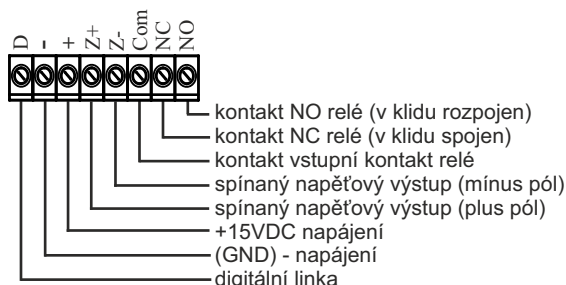 D - + Z+ Z- Com NC NO
kontakt NO relé (v klidu rozpojen)
kontakt NC relé (v klidu spojen)
kontakt vstupní kontakt relé
spínaný napěťový výstup (mínus pól)
spínaný napěťový výstup (plus pól)
+15VDC napájení
(GND) - napájení
digitální linka